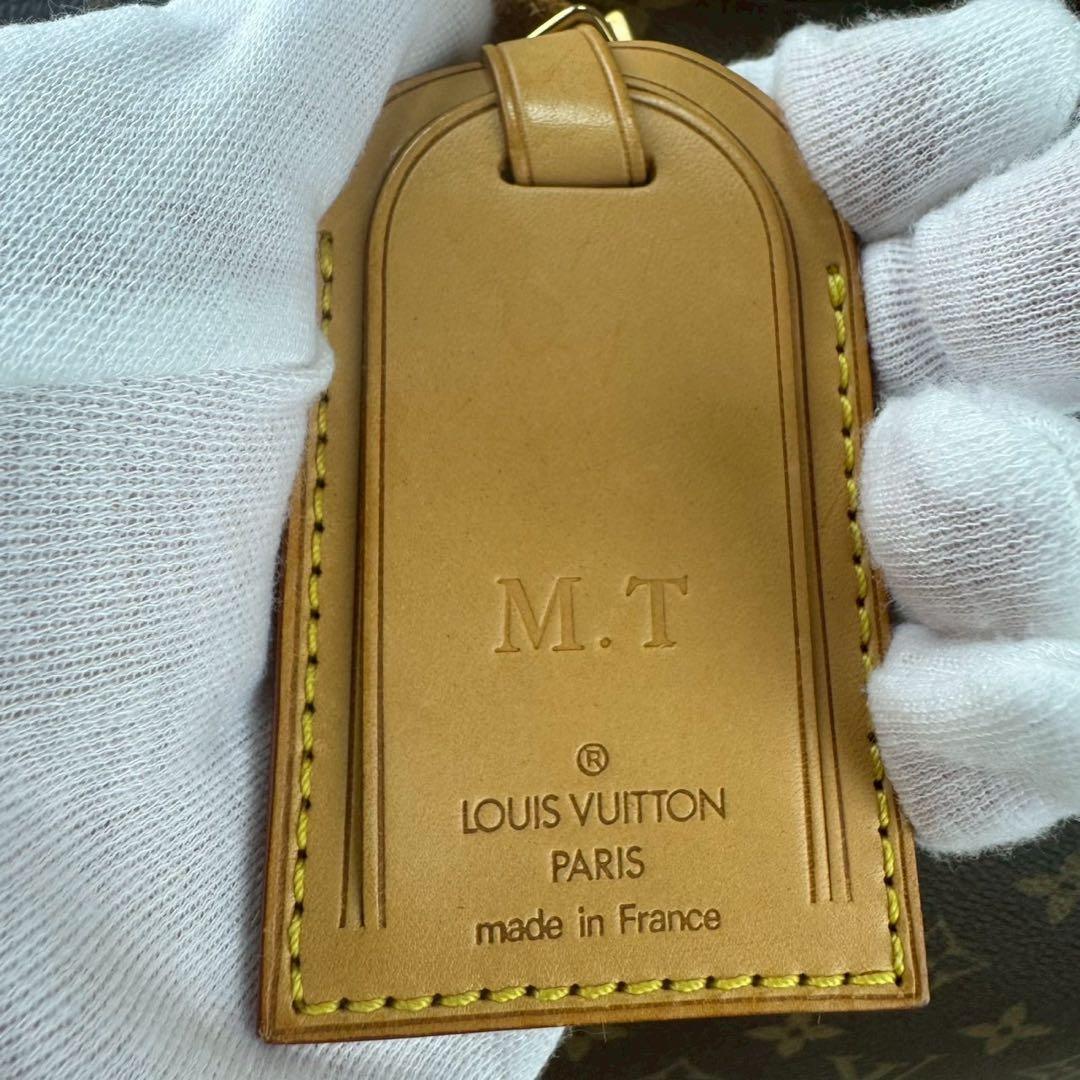 M.T
®
LOUIS VUITTON
PARIS
made in France